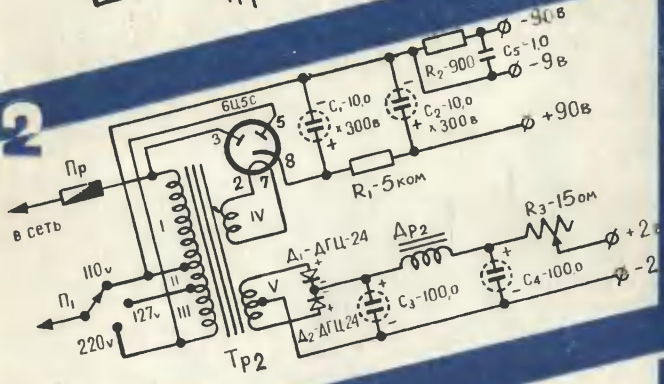 2
Пр
в сеть
П₁
110v
127v
220v
I
II
III
Тр2
6Ц5С
3
5
2
7
8
IV
V
C₁-10,0
х 300в
C₂-10,0
х 300в
R₁-5ком
R₂-900
C₅-1,0
-90в
-9в
+90в
Д₁-ДГЦ-24
Д₂-ДГЦ24
Др2
C₃-100,0
C₄-100,0
R₃-15ом